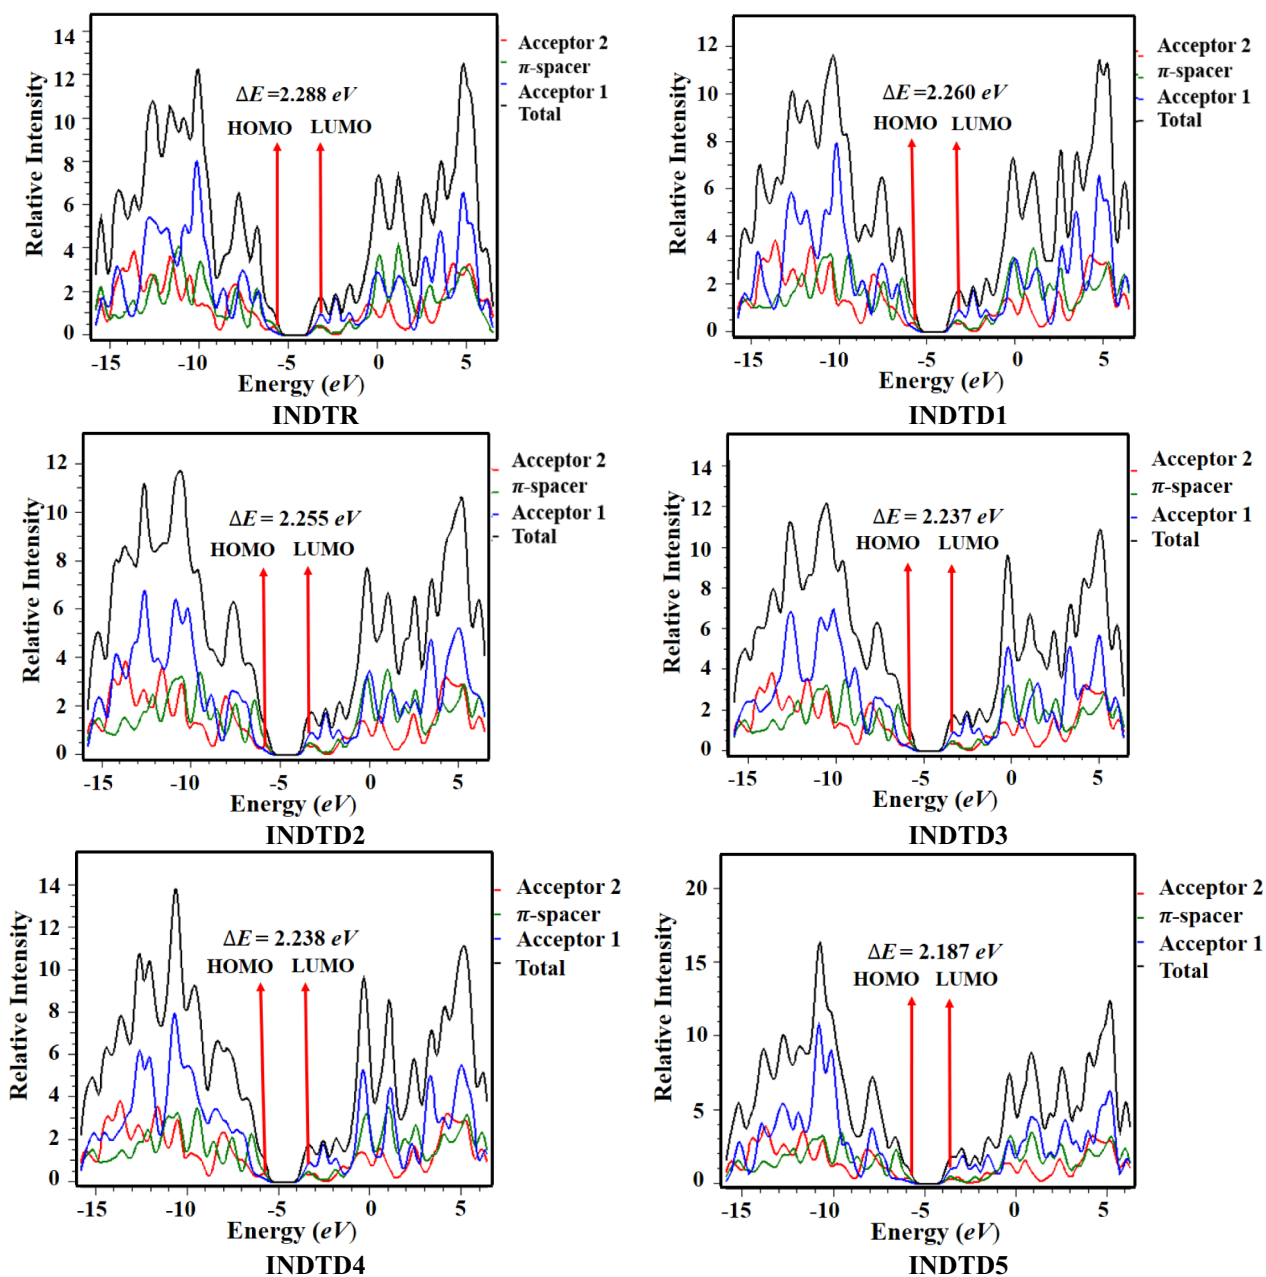 14
12
10
8
6
4
2
0
Relative Intensity
ΔE =2.288 eV
HOMO LUMO
Acceptor 2
π-spacer
Acceptor 1
Total
-15 -10 -5 0 5
Energy (eV)
INDTR
12
10
8
6
4
2
0
Relative Intensity
ΔE = 2.260 eV
HOMO LUMO
Acceptor 2
π-spacer
Acceptor 1
Total
-15 -10 -5 0 5
Energy (eV)
INDTD1
12
10
8
6
4
2
0
Relative Intensity
ΔE = 2.255 eV
HOMO LUMO
Acceptor 2
π-spacer
Acceptor 1
Total
-15 -10 -5 0 5
Energy (eV)
INDTD2
14
12
10
8
6
4
2
0
Relative Intensity
ΔE = 2.237 eV
HOMO LUMO
Acceptor 2
π-spacer
Acceptor 1
Total
-15 -10 -5 0 5
Energy (eV)
INDTD3
14
12
10
8
6
4
2
0
Relative Intensity
ΔE = 2.238 eV
HOMO LUMO
Acceptor 2
π-spacer
Acceptor 1
Total
-15 -10 -5 0 5
Energy (eV)
INDTD4
20
15
10
5
0
Relative Intensity
ΔE = 2.187 eV
HOMO LUMO
Acceptor 2
π-spacer
Acceptor 1
Total
-15 -10 -5 0 5
Energy (eV)
INDTD5